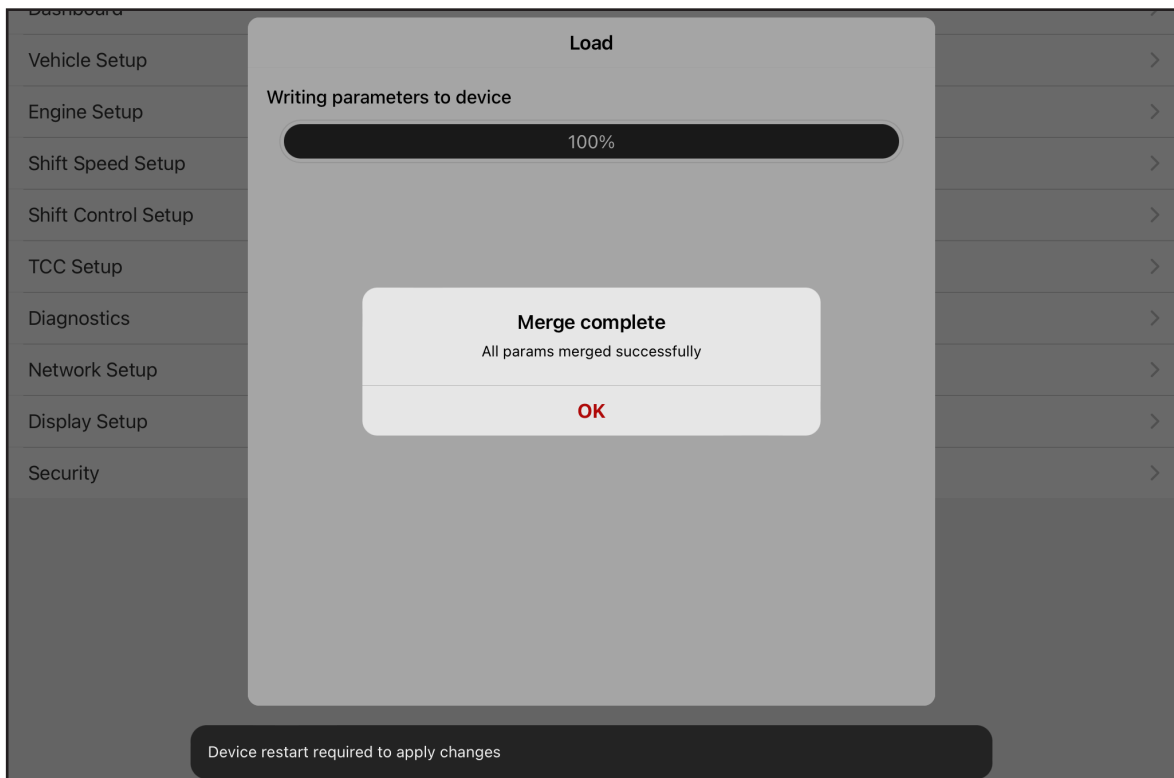 Dashboard
Load
Vehicle Setup
Writing parameters to device
Engine Setup
100%
Shift Speed Setup
Shift Control Setup
TCC Setup
Diagnostics
Merge complete
All params merged successfully
Network Setup
OK
Display Setup
Security
Device restart required to apply changes